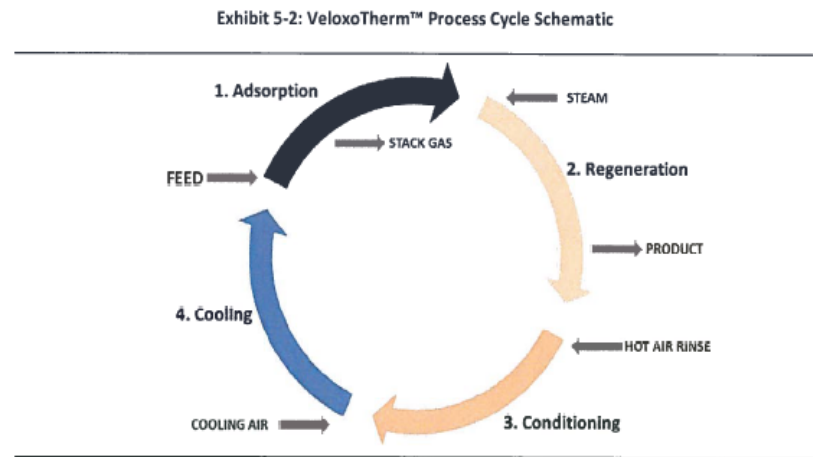 Exhibit 5-2: VeloxoTherm™ Process Cycle Schematic
1. Adsorption
STEAM
STACK GAS
FEED
2. Regeneration
PRODUCT
4. Cooling
HOT AIR RINSE
COOLING AIR
3. Conditioning